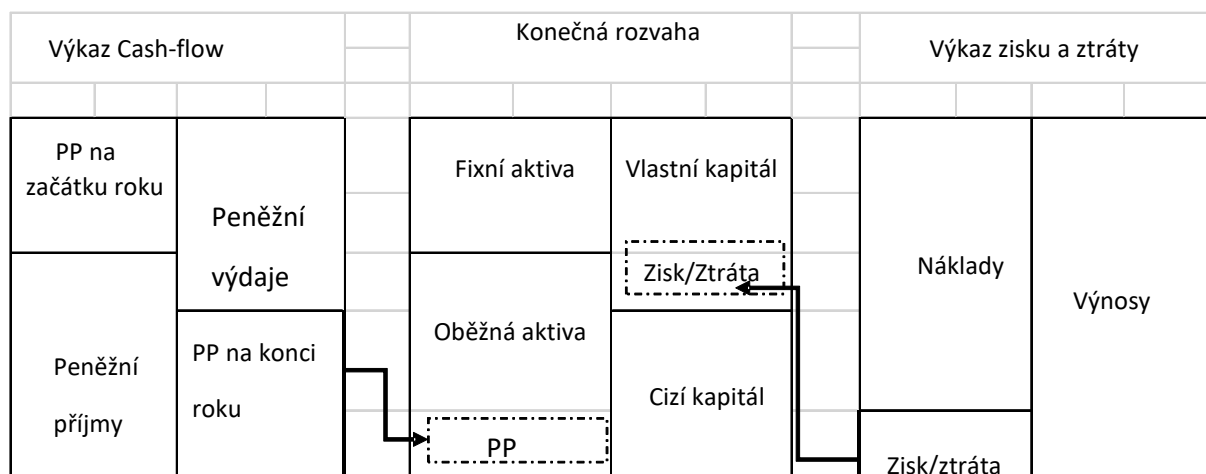 Výkaz Cash-flow
Konečná rozvaha
Výkaz zisku a ztráty
PP na
začátku roku
Peněžní
příjmy
Peněžní
výdaje
PP na konci
roku
Fixní aktiva
Oběžná aktiva
PP
Vlastní kapitál
Zisk/Ztráta
Cizí kapitál
Náklady
Zisk/ztráta
Výnosy